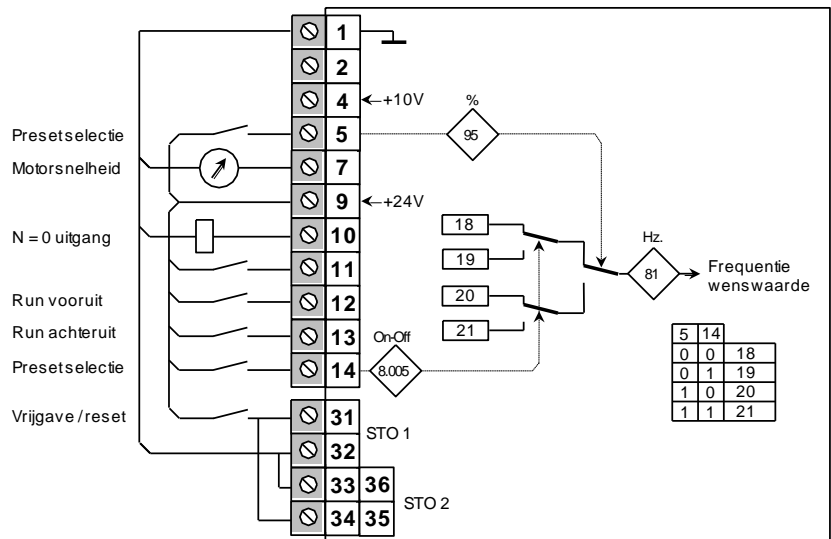 1
2
4 +10V
%
Presetselectie 5 95
Motorsnelheid 7
9 +24V
18
N = 0 uitgang 10 Hz.
19 81 Frequentie
wenswaarde
11
20
Run vooruit 12
21
Run achteruit 13
On-Off
Presetselectie 14 8.005
5 14
0 0 18
0 1 19
1 0 20
1 1 21
Vrijgave / reset 31
STO 1
32
33 36
STO 2
34 35